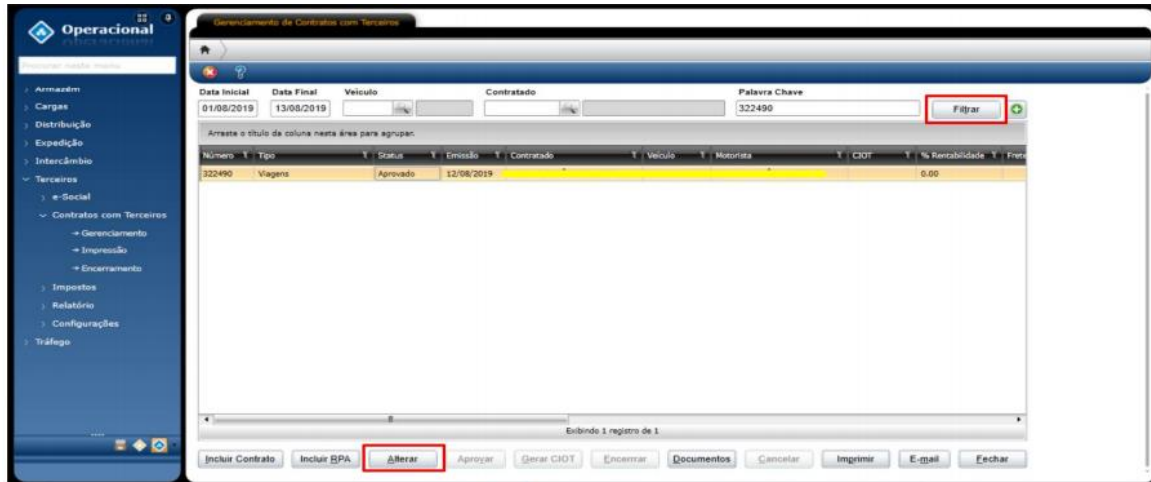 Operacional
Gerenciamento de Contratos com Terceiros
Procurar neste menu...
Armazém
Cargas
Distribuição
Expedição
Intercâmbio
Terceiros
e-Social
Contratos com Terceiros
Gerenciamento
Impressão
Encerramento
Impostos
Relatório
Configurações
Tráfego
Data Inicial Data Final Veículo Contratado Palavra Chave
01/08/2019 13/08/2019 322490 Filtrar
Arraste o título da coluna nesta área para agrupar.
Número Tipo Status Emissão Contratado Veículo Motorista CIOT % Rentabilidade Frete
322490 Viagens Aprovado 12/08/2019 0.00
Exibindo 1 registro de 1
Incluir Contrato Incluir RPA Alterar Aprovar Gerar CIOT Encerrar Documentos Cancelar Imprimir E-mail Fechar